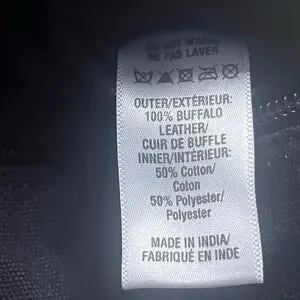 DO NOT WASH/
NE PAS LAVER
OUTER/EXTÉRIEUR:
100% BUFFALO
LEATHER/
CUIR DE BUFFLE
INNER/INTÉRIEUR:
50% Cotton/
Coton
50% Polyester/
Polyester
MADE IN INDIA/
FABRIQUÉ EN INDE